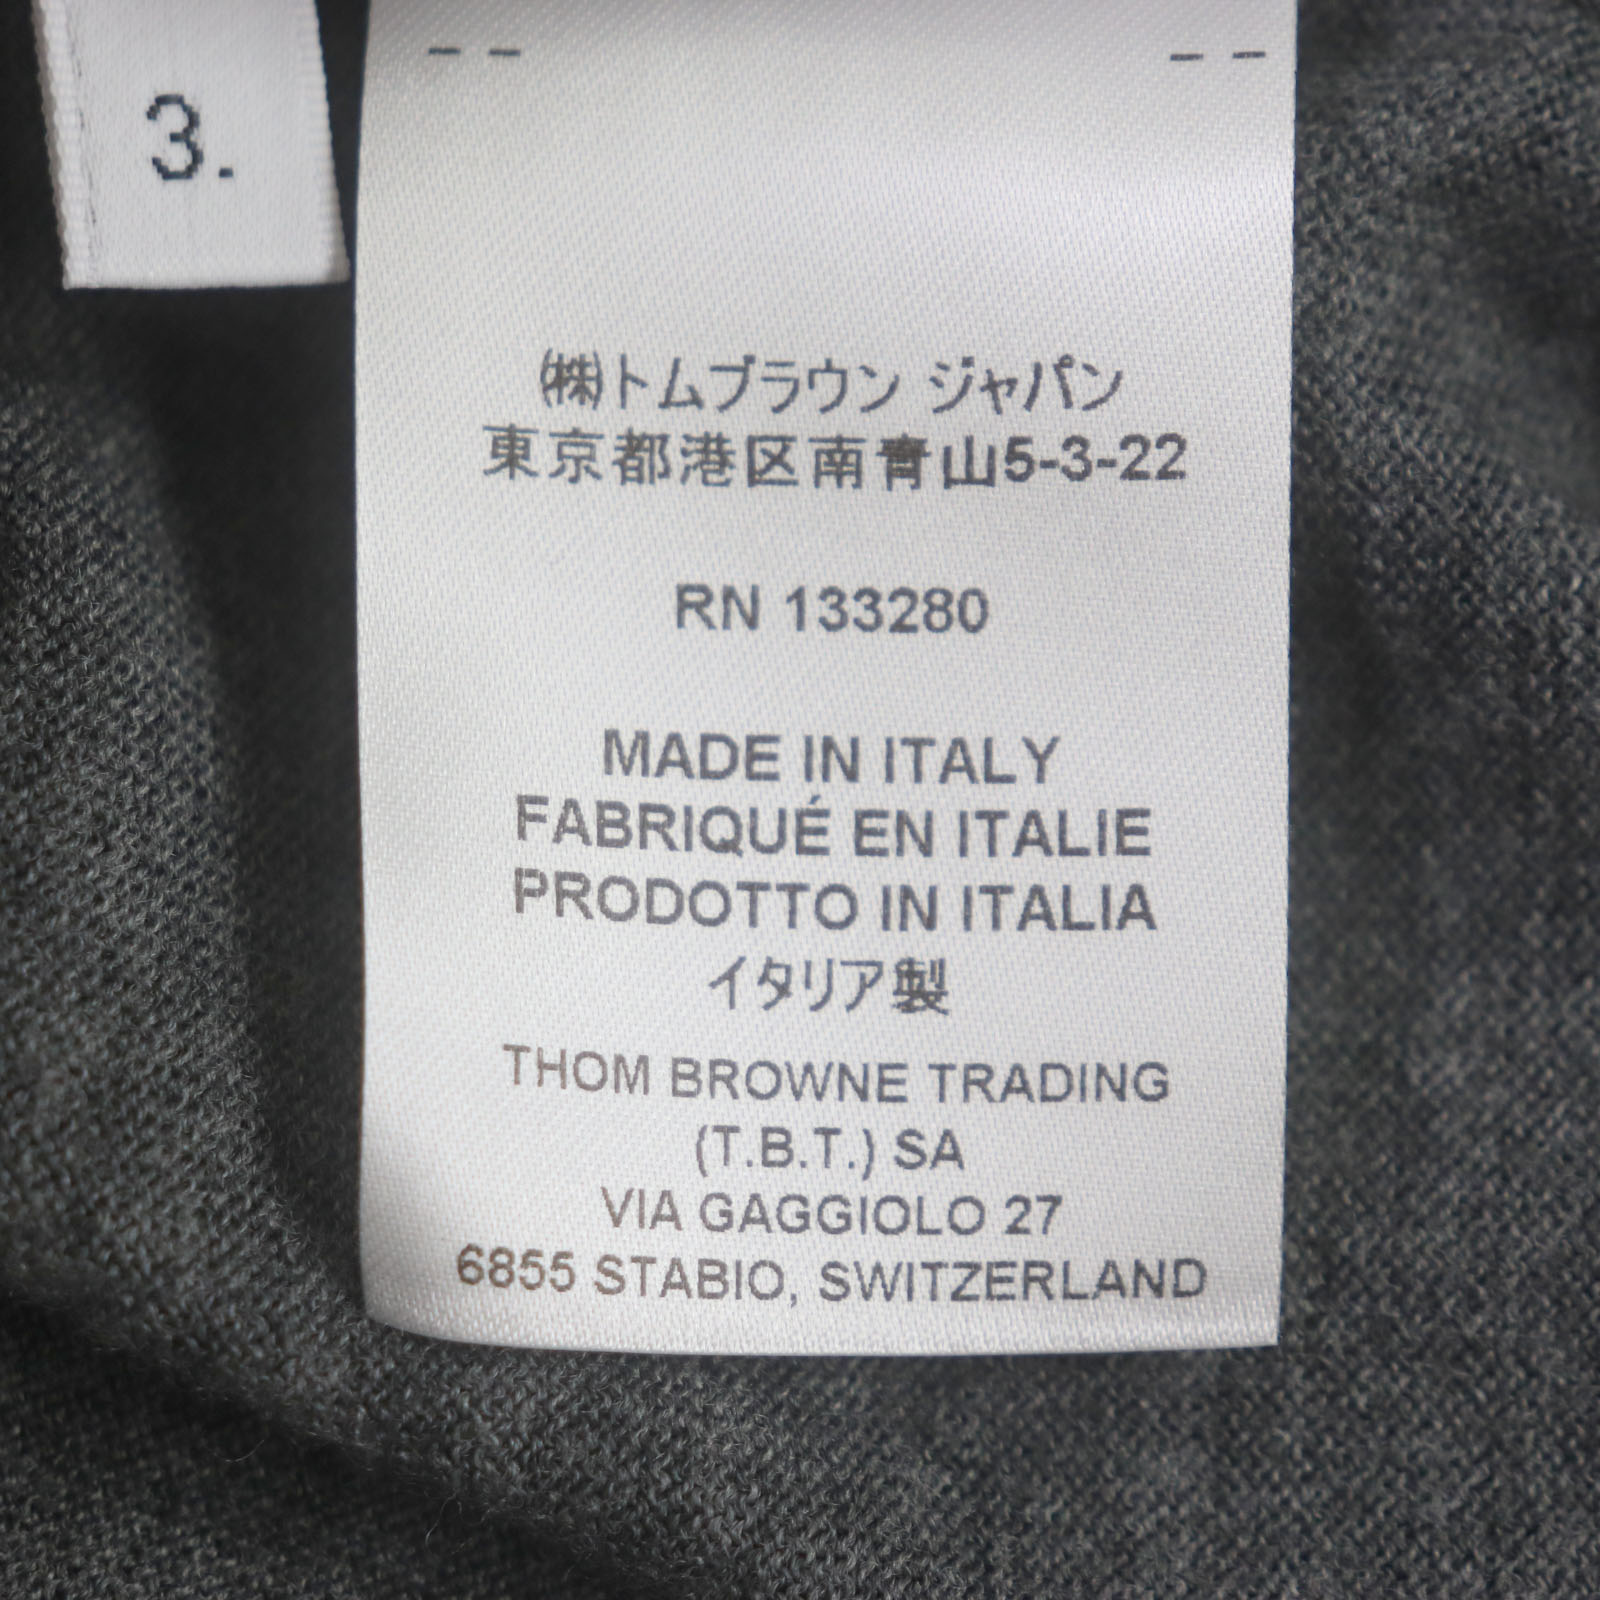 3.
㈱トムブラウン ジャパン
東京都港区南青山5-3-22
RN 133280
MADE IN ITALY
FABRIQUÉ EN ITALIE
PRODOTTO IN ITALIA
イタリア製
THOM BROWNE TRADING
(T.B.T.) SA
VIA GAGGIOLO 27
6855 STABIO, SWITZERLAND